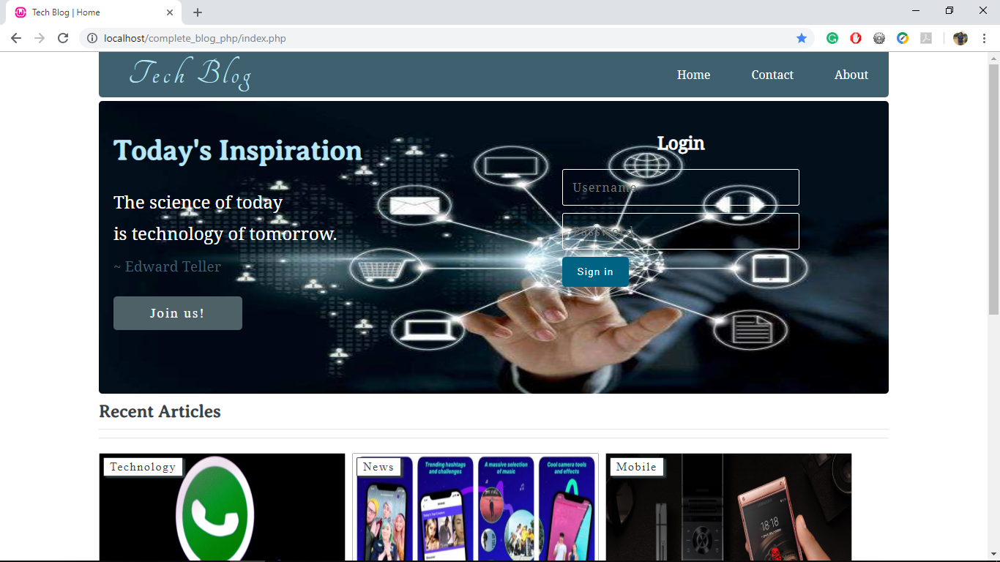 Tech Blog | Home
localhost/complete_blog_php/index.php
Tech Blog
Home
Contact
About
Today's Inspiration
The science of today
is technology of tomorrow.
~ Edward Teller
Join us!
Login
Username
Password
Sign in
Recent Articles
Technology
News
Mobile
Trending hashtags
and challenges
A massive selection
of music
Cool camera tools
and effects
SAMSUNG
18:18